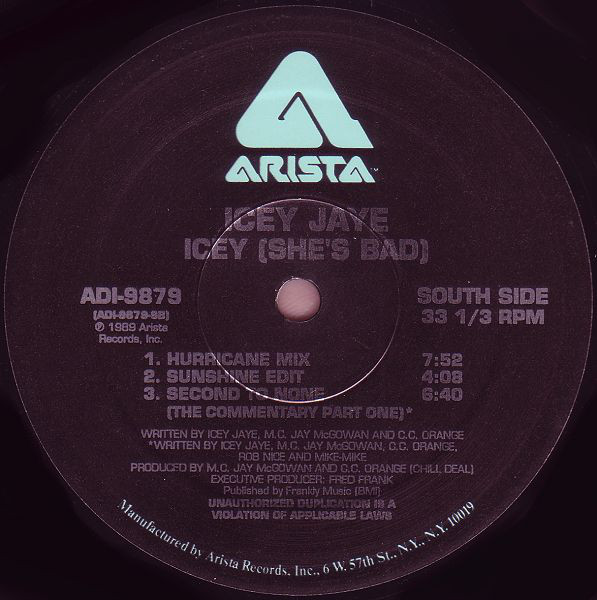 ARISTA™
ICEY JAYE
ICEY (SHE'S BAD)
ADI-9879
(ADI-9879-SB)
℗ 1989 Arista
Records, Inc.
SOUTH SIDE
33 1/3 RPM
1. HURRICANE MIX 7:52
2. SUNSHINE EDIT 4:08
3. SECOND TO NONE 6:40
(THE COMMENTARY PART ONE)*
WRITTEN BY ICEY JAYE, M.C. JAY McGOWAN AND C.C. ORANGE
*WRITTEN BY ICEY JAYE, M.C. JAY McGOWAN, C.C. ORANGE,
ROB NICE AND MIKE-MIKE
PRODUCED BY M.C. JAY McGOWAN AND C.C. ORANGE (CHILL DEAL)
EXECUTIVE PRODUCER: FRED FRANK
Published by Frankly Music (BMI)
UNAUTHORIZED DUPLICATION IS A
VIOLATION OF APPLICABLE LAWS
Manufactured by Arista Records, Inc., 6 W. 57th St., N.Y., N.Y. 10019